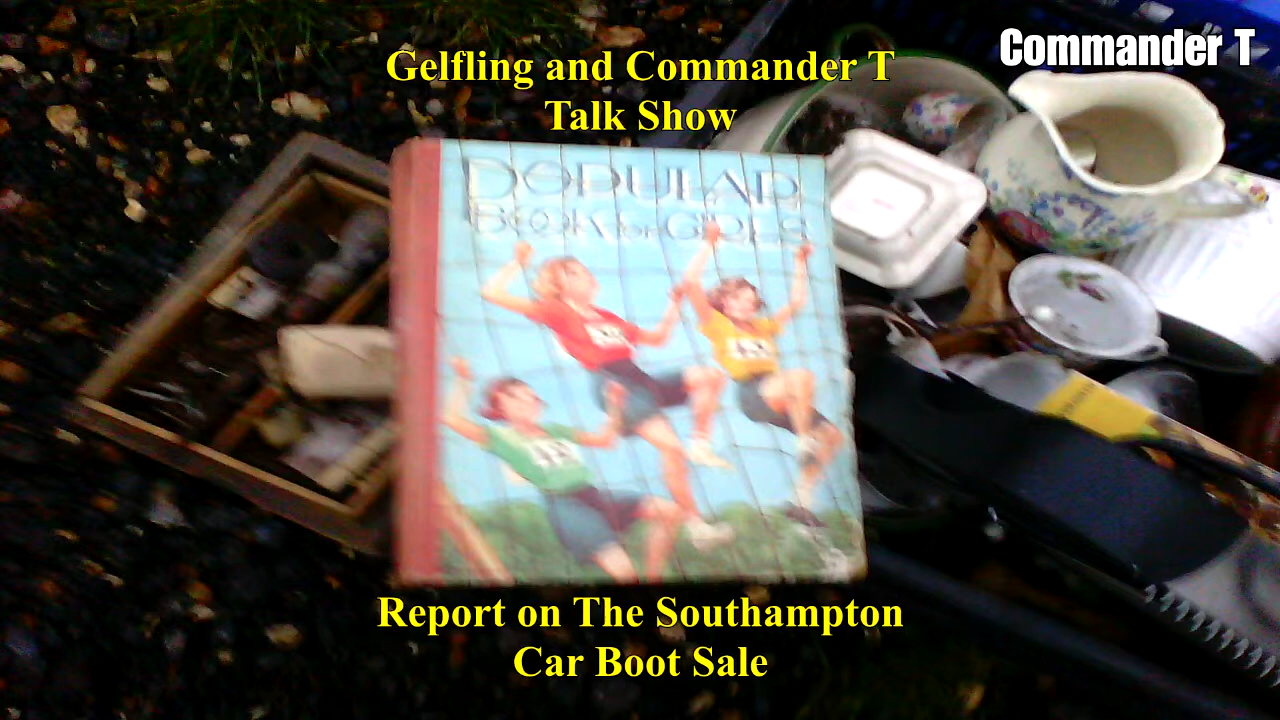 Commander T
Gelfling and Commander T
Talk Show
POPULAR
BOOK FOR GIRLS
Report on The Southampton
Car Boot Sale